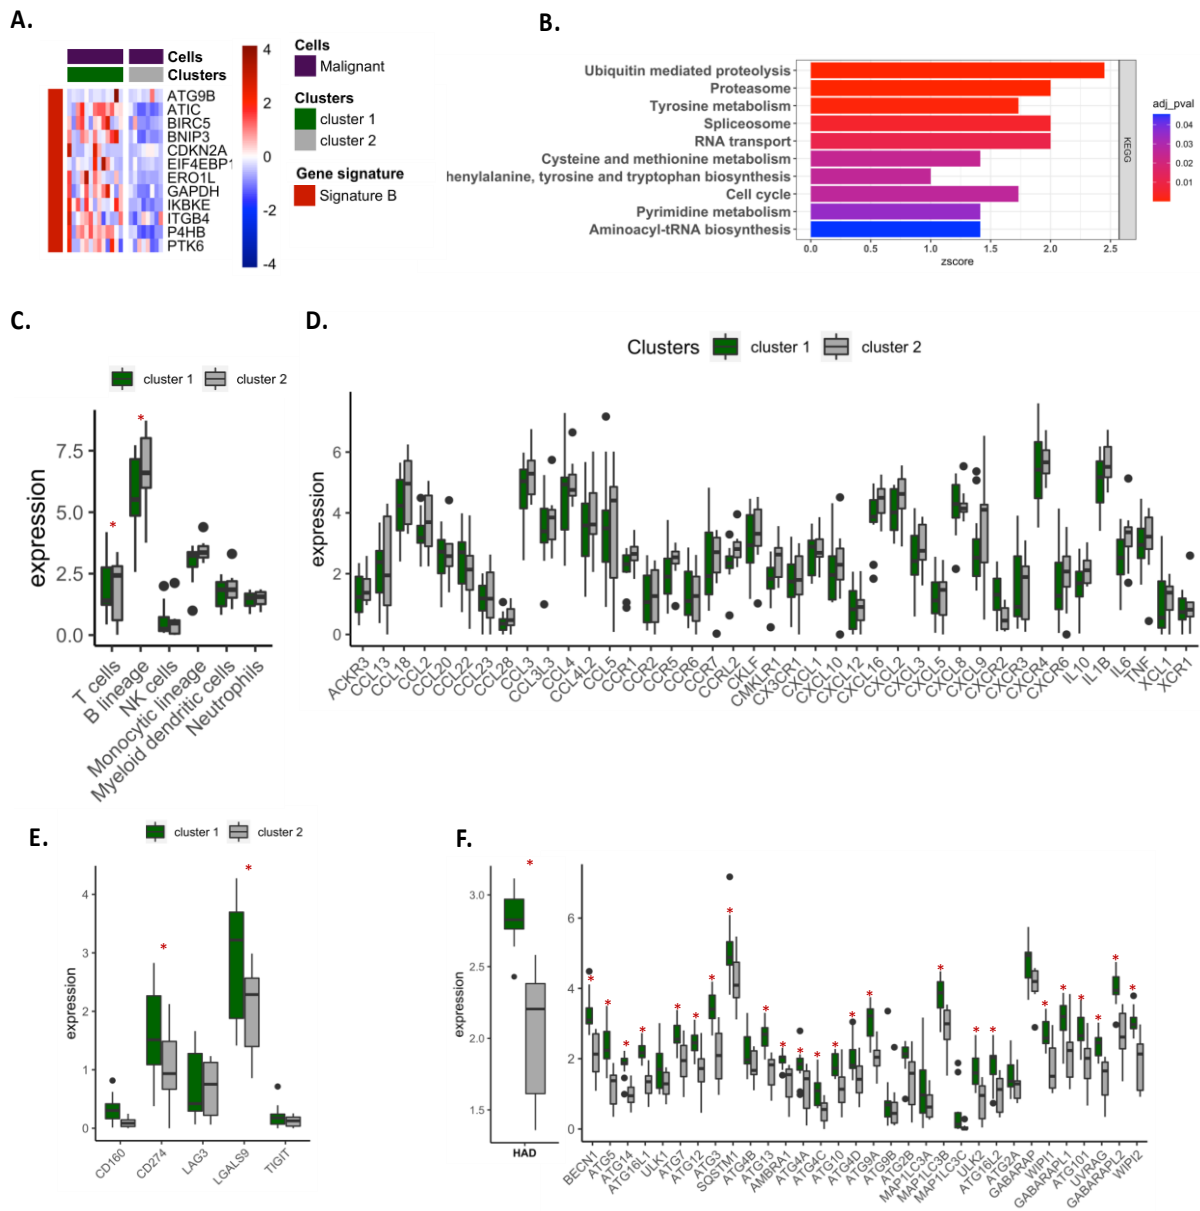 A.
Cells
Clusters
ATG9B
ATIC
BIRC5
BNIP3
CDKN2A
EIF4EBP1
ERO1L
GAPDH
IKBKE
ITGB4
P4HB
PTK6
4
2
0
-2
-4
Cells
Malignant
Clusters
cluster 1
cluster 2
Gene signature
Signature B
B.
Ubiquitin mediated proteolysis
Proteasome
Tyrosine metabolism
Spliceosome
RNA transport
Cysteine and methionine metabolism
henylalanine, tyrosine and tryptophan biosynthesis
Cell cycle
Pyrimidine metabolism
Aminoacyl-tRNA biosynthesis
0.0 0.5 1.0 1.5 2.0 2.5
zscore
KEGG
adj_pval
0.04
0.03
0.02
0.01
C.
cluster 1 cluster 2
expression
7.5
5.0
2.5
0.0
* *
T cells
B lineage
NK cells
Monocytic lineage
Myeloid dendritic cells
Neutrophils
D.
Clusters cluster 1 cluster 2
expression
6
4
2
0
ACKR3
CCL13
CCL18
CCL2
CCL20
CCL22
CCL23
CCL28
CCL3
CCL3L3
CCL4
CCL4L2
CCL5
CCR1
CCR2
CCR5
CCR6
CCR7
CCRL2
CKLF
CMKLR1
CX3CR1
CXCL1
CXCL10
CXCL12
CXCL16
CXCL2
CXCL3
CXCL5
CXCL8
CXCL9
CXCR2
CXCR3
CXCR4
CXCR6
IL10
IL1B
IL6
TNF
XCL1
XCR1
E.
cluster 1 cluster 2
expression
4
3
2
1
0
* *
CD160
CD274
LAG3
LGALS9
TIGIT
F.
expression
3.0
2.5
2.0
1.5
*
HAD
expression
6
4
2
0
* * * * * * * * * * * * * * * * * * * * * * *
BECN1
ATG5
ATG14
ATG16L1
ULK1
ATG7
ATG12
ATG3
SQSTM1
ATG4B
ATG13
AMBRA1
ATG4A
ATG4C
ATG10
ATG4D
ATG9A
ATG9B
ATG2B
MAP1LC3A
MAP1LC3B
MAP1LC3C
ULK2
ATG16L2
ATG2A
GABARAP
WIPI1
GABARAPL1
ATG101
UVRAG
GABARAPL2
WIPI2